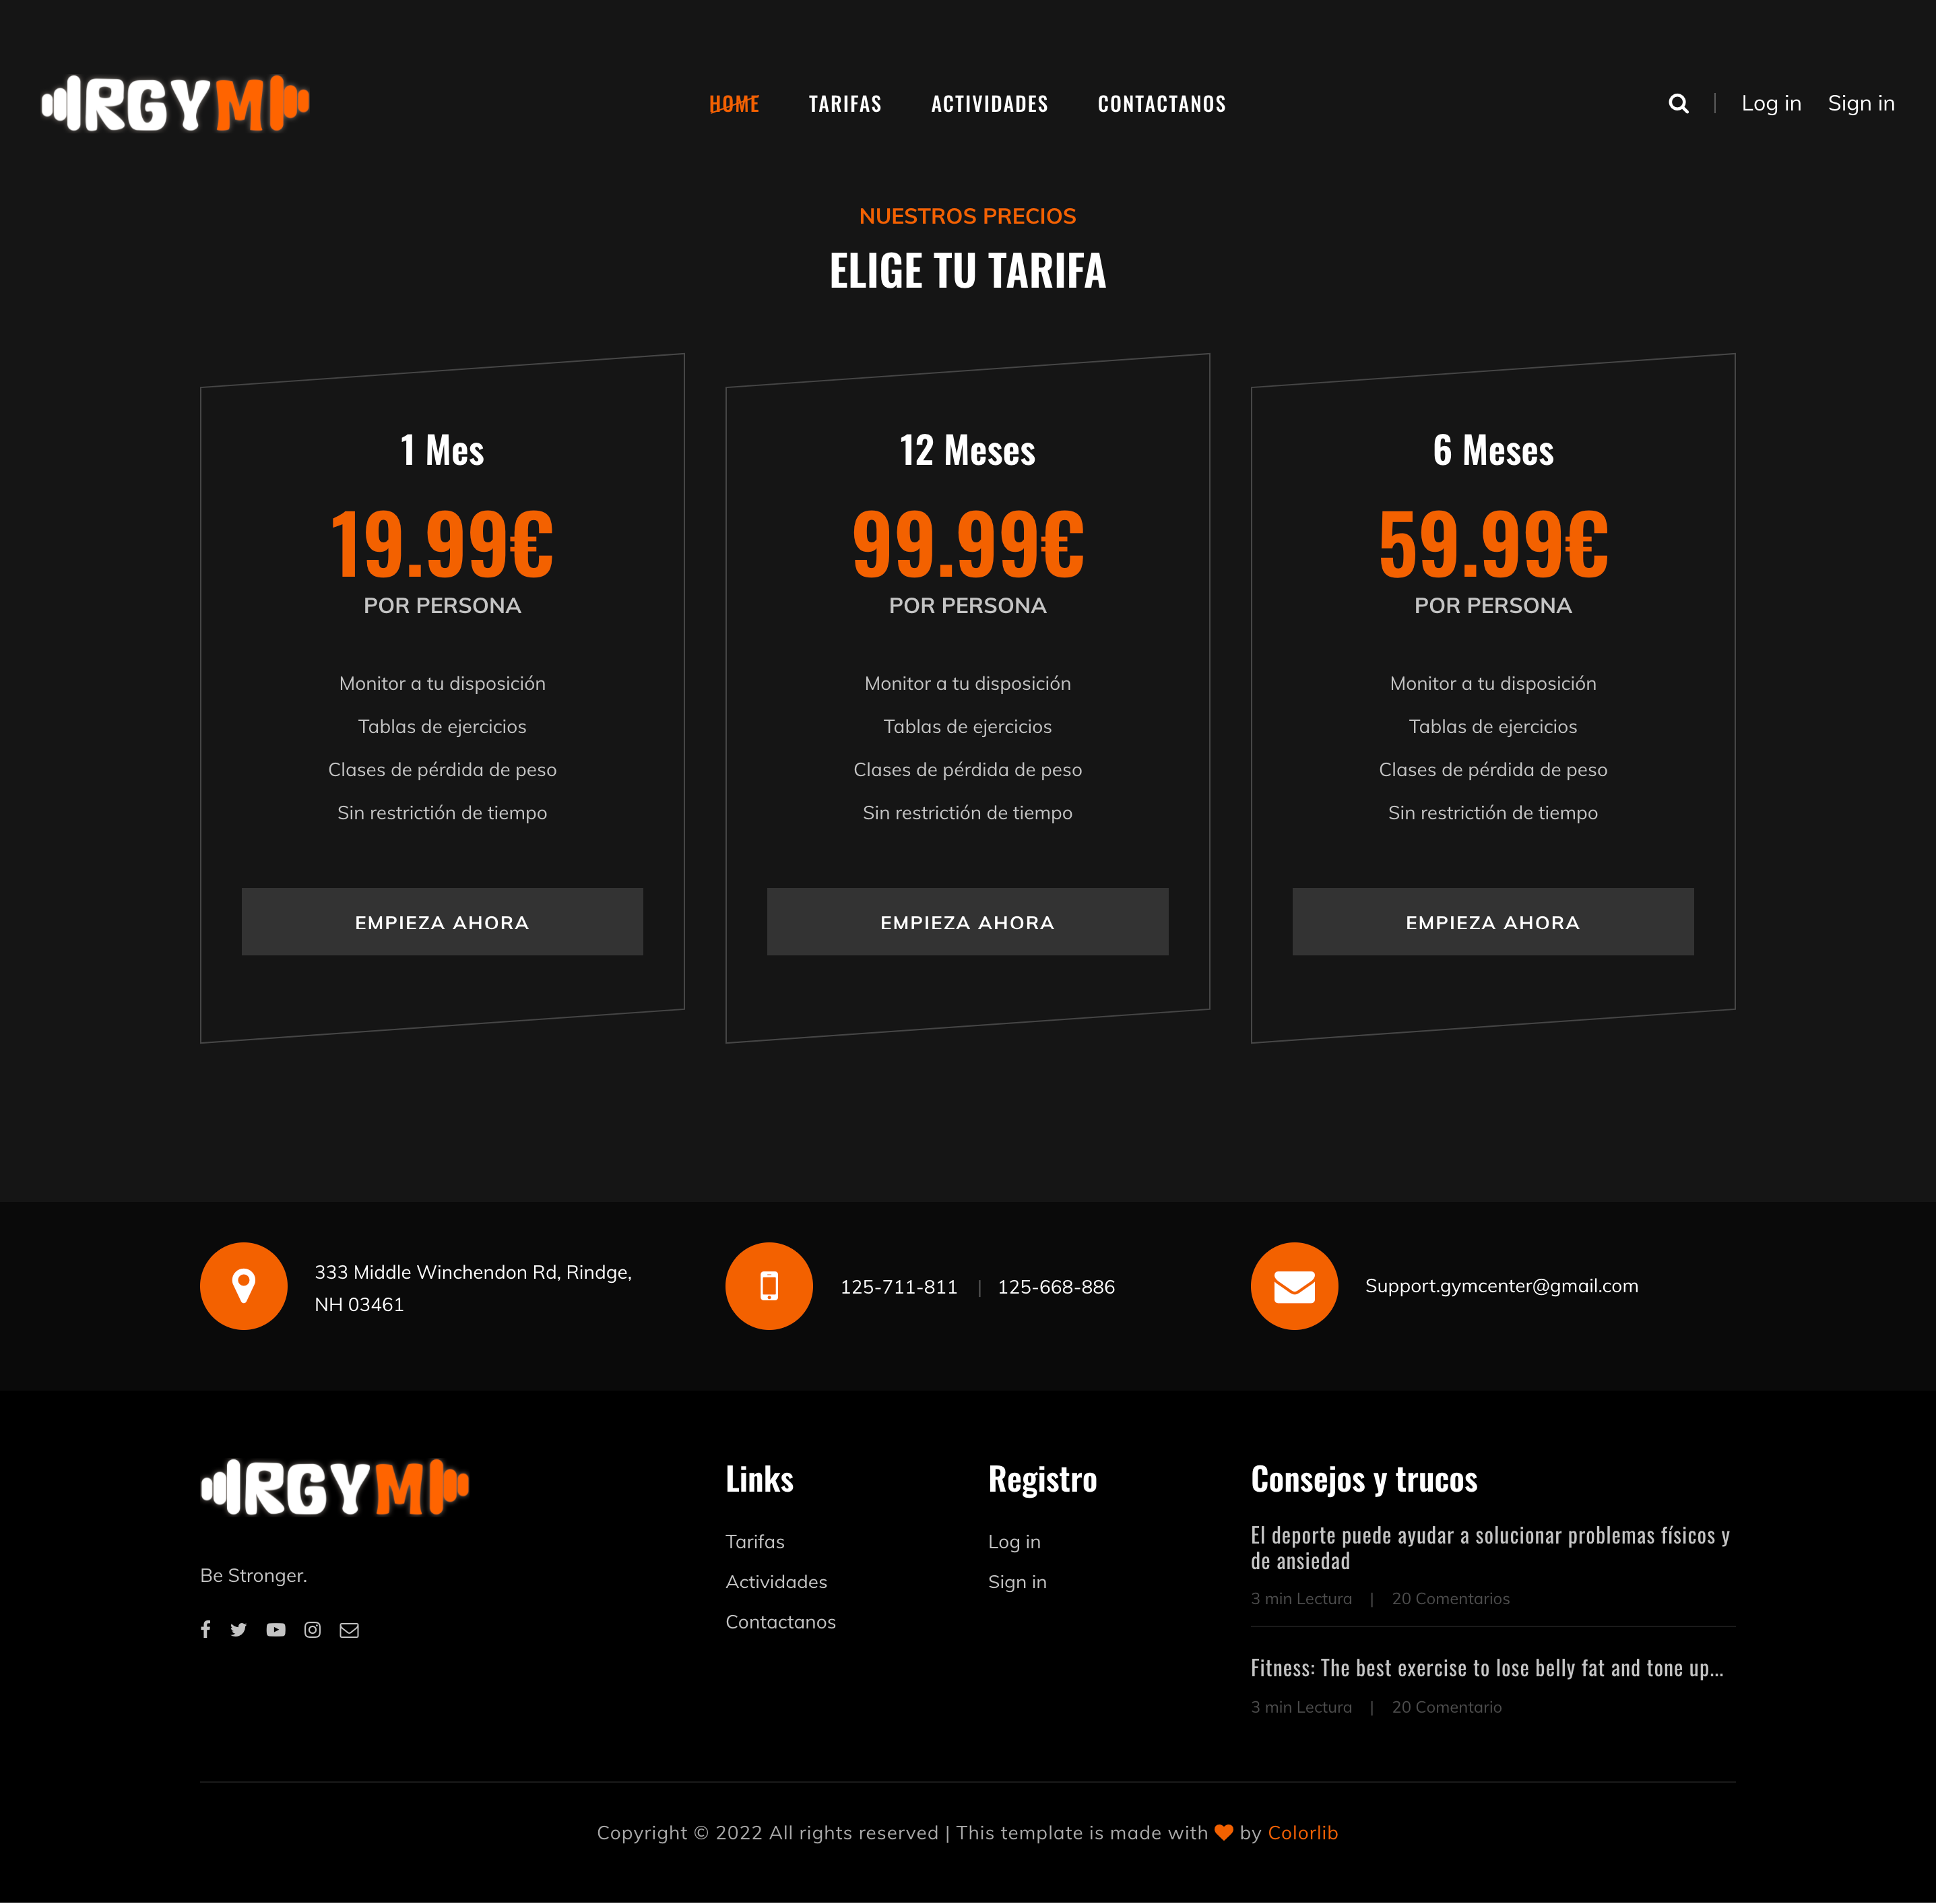 RGYM
HOME TARIFAS ACTIVIDADES CONTACTANOS
Log in Sign in
NUESTROS PRECIOS
ELIGE TU TARIFA
1 Mes
19.99€
POR PERSONA
Monitor a tu disposición
Tablas de ejercicios
Clases de pérdida de peso
Sin restrictión de tiempo
EMPIEZA AHORA
12 Meses
99.99€
POR PERSONA
Monitor a tu disposición
Tablas de ejercicios
Clases de pérdida de peso
Sin restrictión de tiempo
EMPIEZA AHORA
6 Meses
59.99€
POR PERSONA
Monitor a tu disposición
Tablas de ejercicios
Clases de pérdida de peso
Sin restrictión de tiempo
EMPIEZA AHORA
333 Middle Winchendon Rd, Rindge,
NH 03461
125-711-811 | 125-668-886
Support.gymcenter@gmail.com
RGYM
Be Stronger.
Links
Tarifas
Actividades
Contactanos
Registro
Log in
Sign in
Consejos y trucos
El deporte puede ayudar a solucionar problemas físicos y
de ansiedad
3 min Lectura | 20 Comentarios
Fitness: The best exercise to lose belly fat and tone up...
3 min Lectura | 20 Comentario
Copyright © 2022 All rights reserved | This template is made with by Colorlib